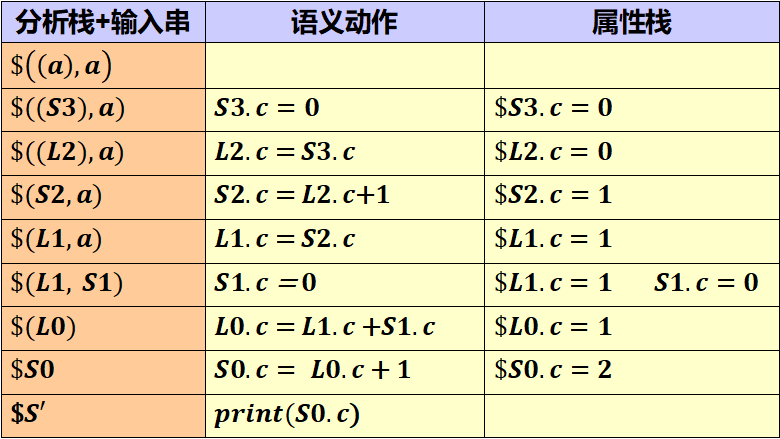 分析栈+输入串 语义动作 属性栈
$((a), a)
$((S3), a) S3. c = 0 $S3. c = 0
$((L2), a) L2. c = S3. c $L2. c = 0
$(S2, a) S2. c = L2. c+1 $S2. c = 1
$(L1, a) L1. c = S2. c $L1. c = 1
$(L1, S1) S1. c = 0 $L1. c = 1 S1. c = 0
$(L0) L0. c = L1. c + S1. c $L0. c = 1
$S0 S0. c = L0. c + 1 $S0. c = 2
$S′ print(S0. c)